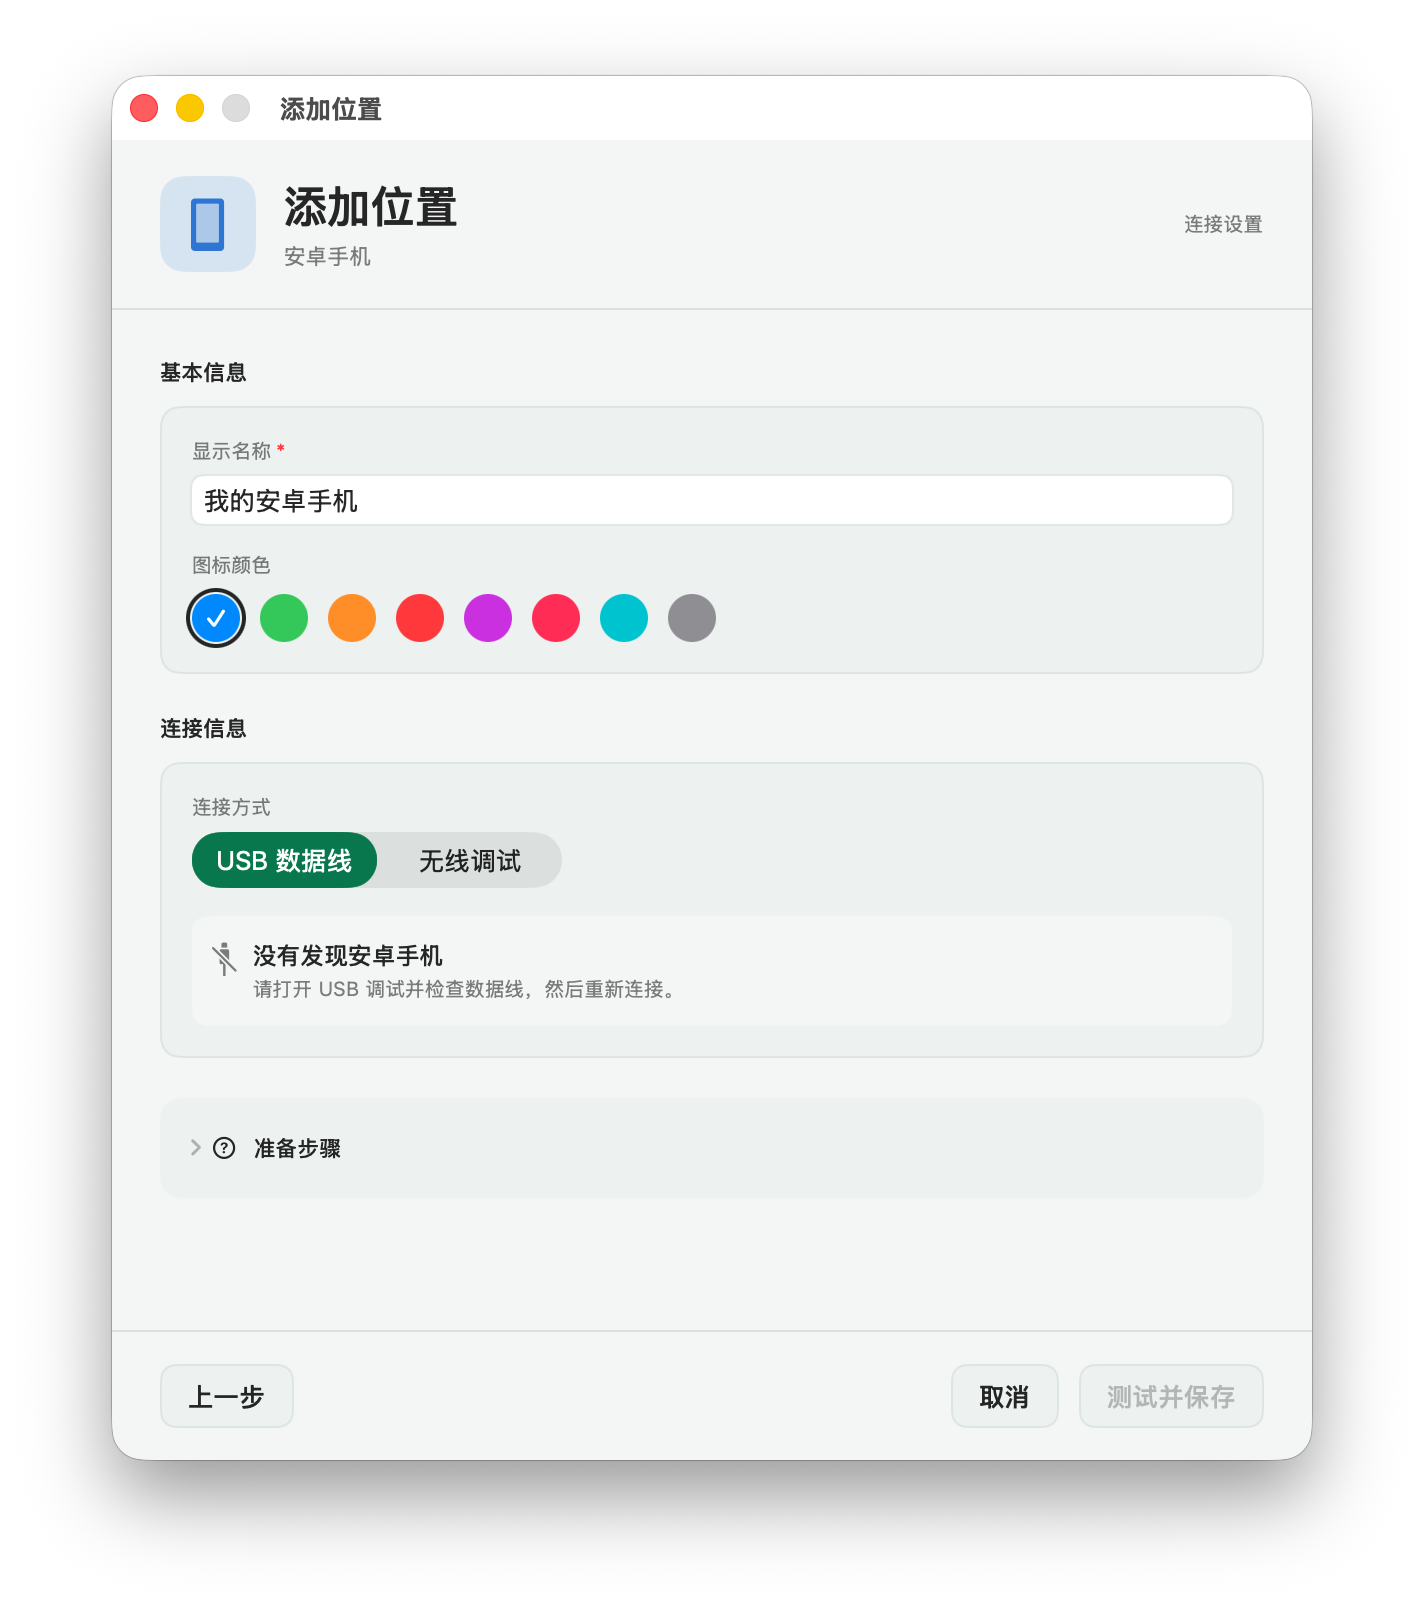 添加位置
添加位置
安卓手机
连接设置
基本信息
显示名称 *
我的安卓手机
图标颜色
连接信息
连接方式
USB 数据线
无线调试
没有发现安卓手机
请打开 USB 调试并检查数据线，然后重新连接。
准备步骤
上一步
取消
测试并保存